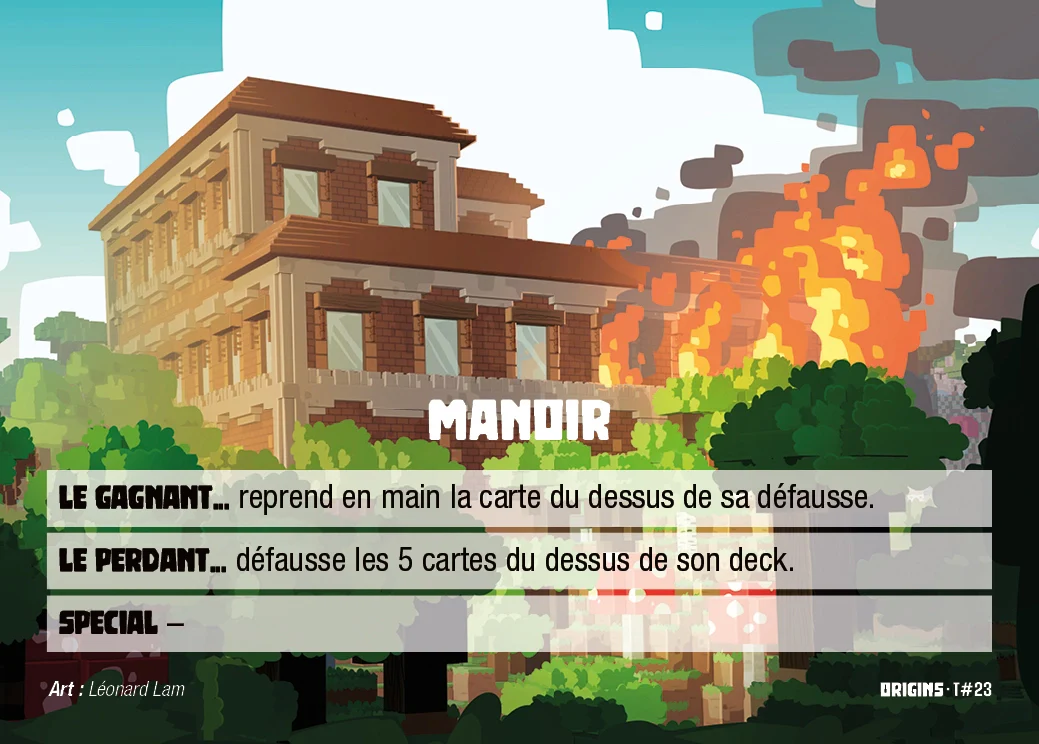 MANOIR
LE GAGNANT... reprend en main la carte du dessus de sa défausse.
LE PERDANT... défausse les 5 cartes du dessus de son deck.
SPECIAL –
Art : Léonard Lam
ORIGINS · T#23